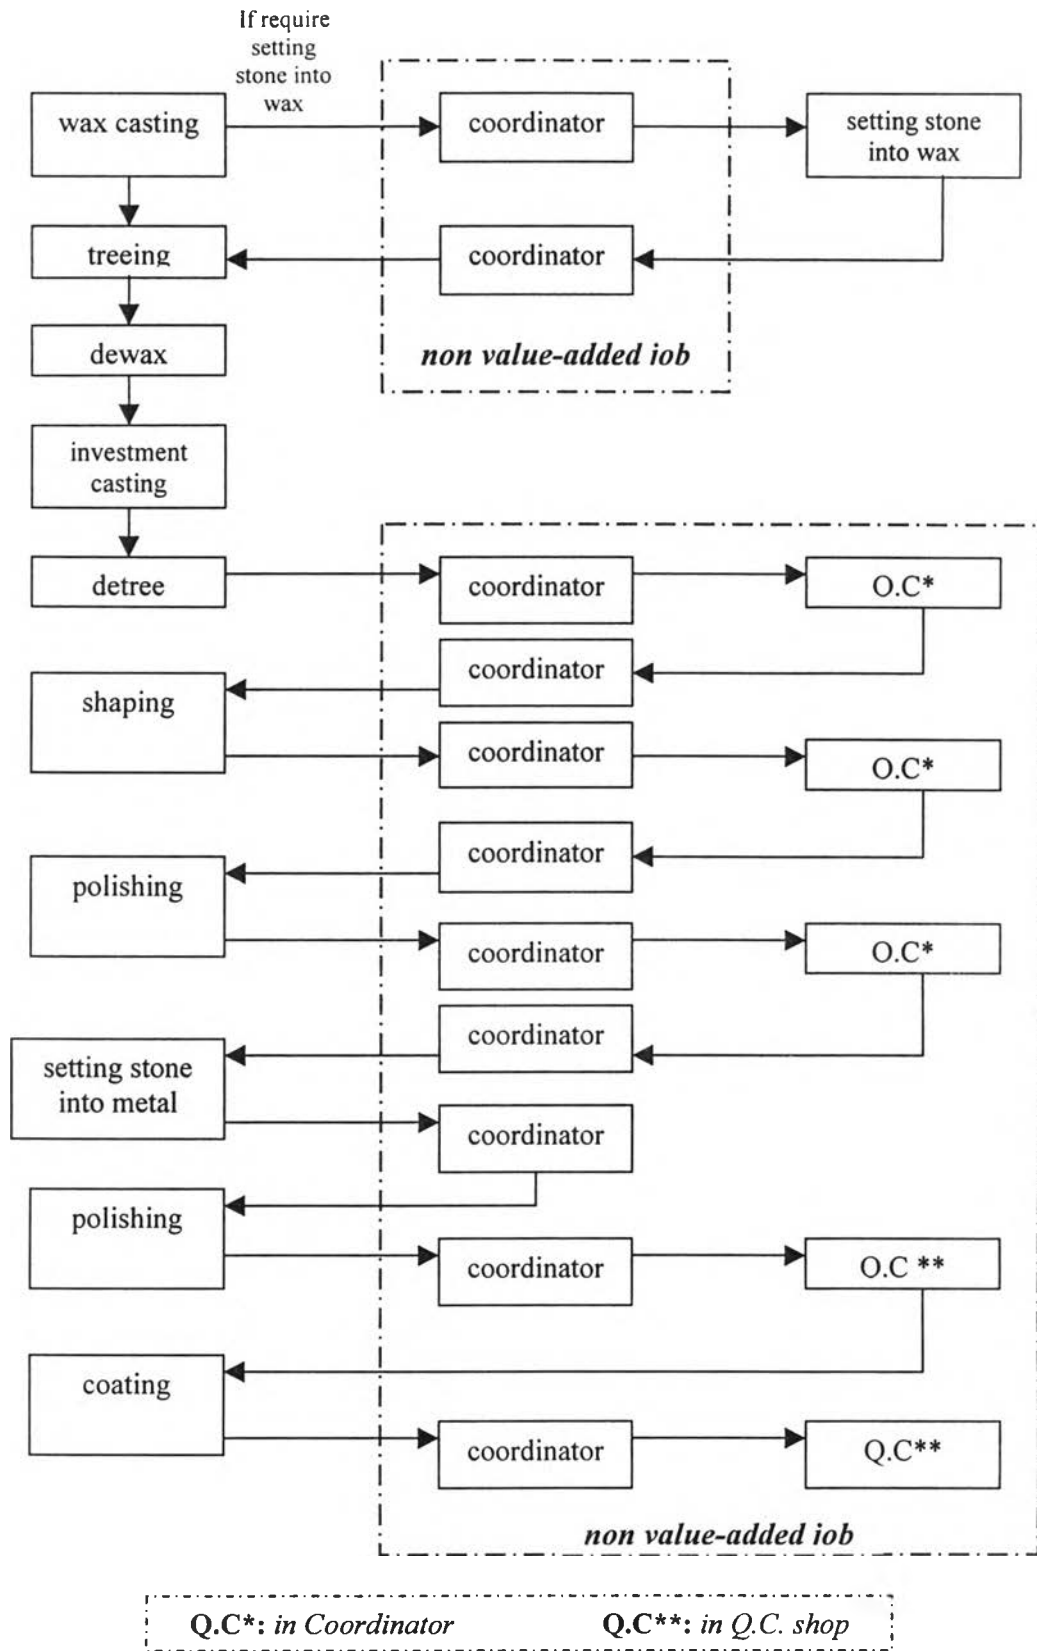 If require
setting
stone into
wax
wax casting
coordinator
setting stone
into wax
treeing
coordinator
dewax
non value-added iob
investment
casting
detree
coordinator
O.C*
coordinator
shaping
coordinator
O.C*
coordinator
polishing
coordinator
O.C*
coordinator
setting stone
into metal
coordinator
polishing
coordinator
O.C **
coating
coordinator
Q.C**
non value-added iob
Q.C*: in Coordinator Q.C**: in Q.C. shop